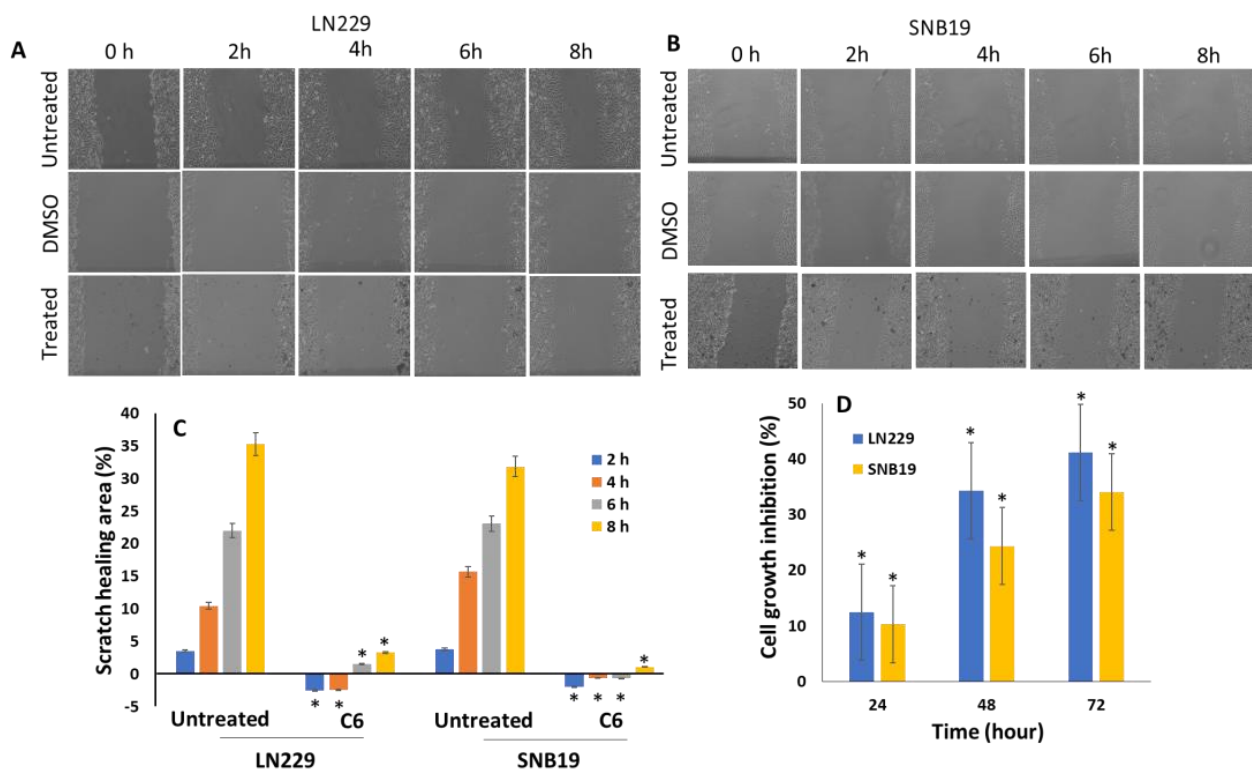 LN229
A
0 h 2h 4h 6h 8h
Untreated
DMSO
Treated
SNB19
B
0 h 2h 4h 6h 8h
Untreated
DMSO
Treated
C
Scratch healing area (%)
40
35
30
25
20
15
10
5
0
-5
2 h
4 h
6 h
8 h
* * * *
* * * *
Untreated C6 Untreated C6
LN229 SNB19
D
Cell growth inhibition (%)
50
40
30
20
10
0
LN229
SNB19
* * * * * *
24 48 72
Time (hour)